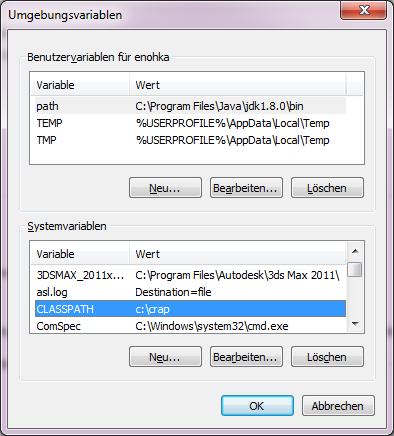 Umgebungsvariablen
Benutzervariablen für enohka
Variable Wert
path C:\Program Files\Java\jdk1.8.0\bin
TEMP %USERPROFILE%\AppData\Local\Temp
TMP %USERPROFILE%\AppData\Local\Temp
Neu... Bearbeiten... Löschen
Systemvariablen
Variable Wert
3DSMAX_2011x... C:\Program Files\Autodesk\3ds Max 2011\
asl.log Destination=file
CLASSPATH c:\crap
ComSpec C:\Windows\system32\cmd.exe
Neu... Bearbeiten... Löschen
OK Abbrechen